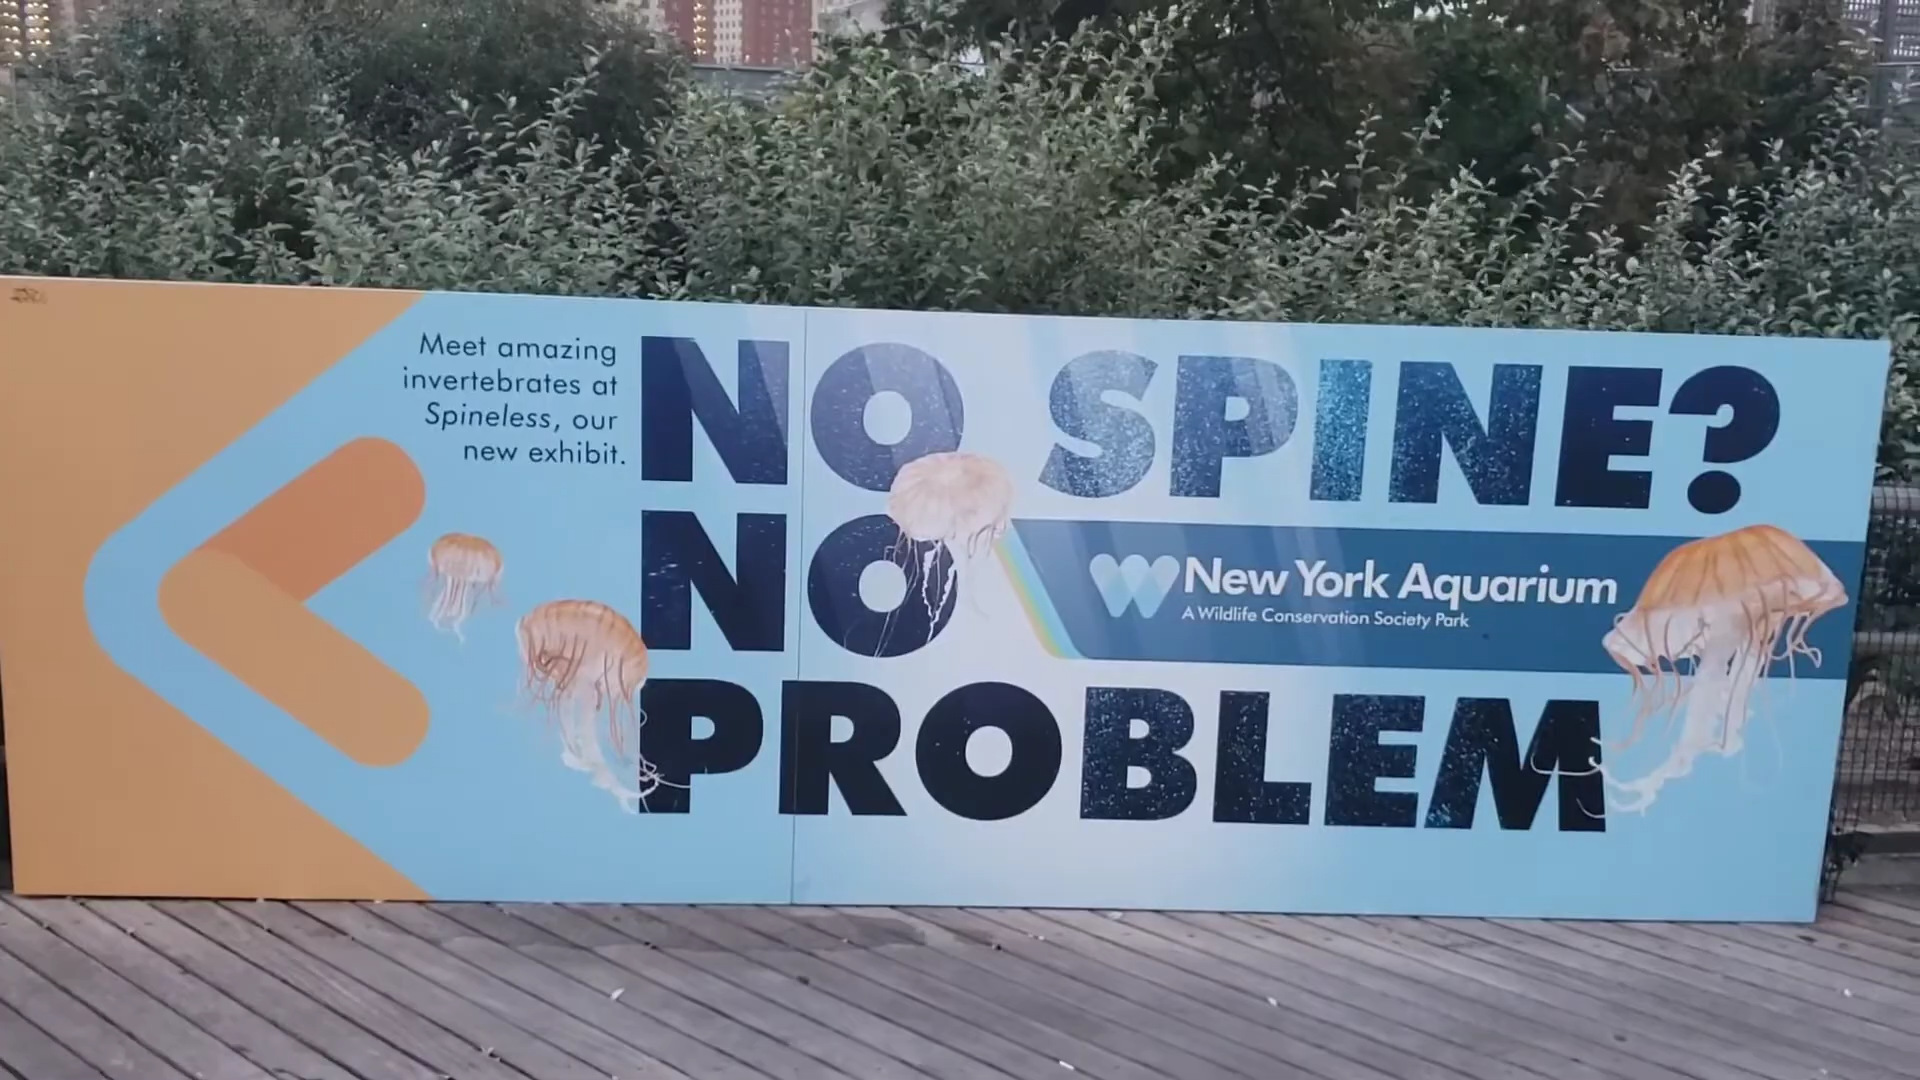 Meet amazing
invertebrates at
Spineless, our
new exhibit.
NO SPINE?
NO
PROBLEM
New York Aquarium
A Wildlife Conservation Society Park